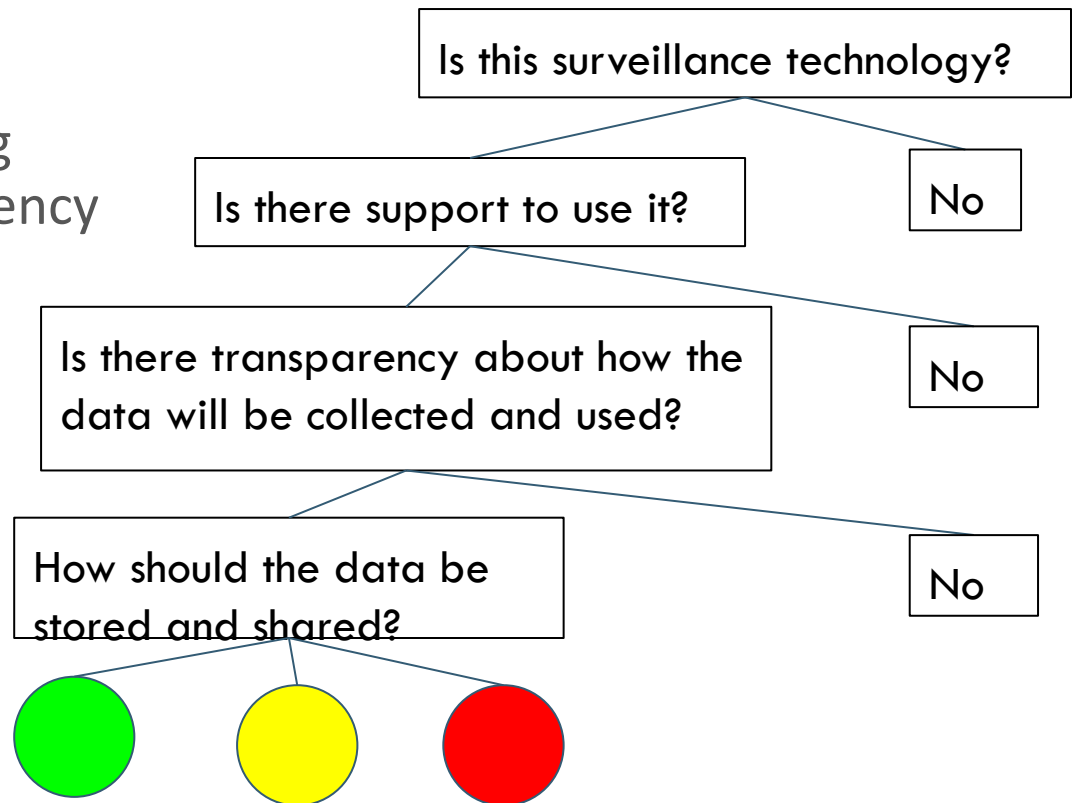 Is this surveillance technology?
Is there support to use it?
No
Is there transparency about how the
data will be collected and used?
No
How should the data be
stored and shared?
No